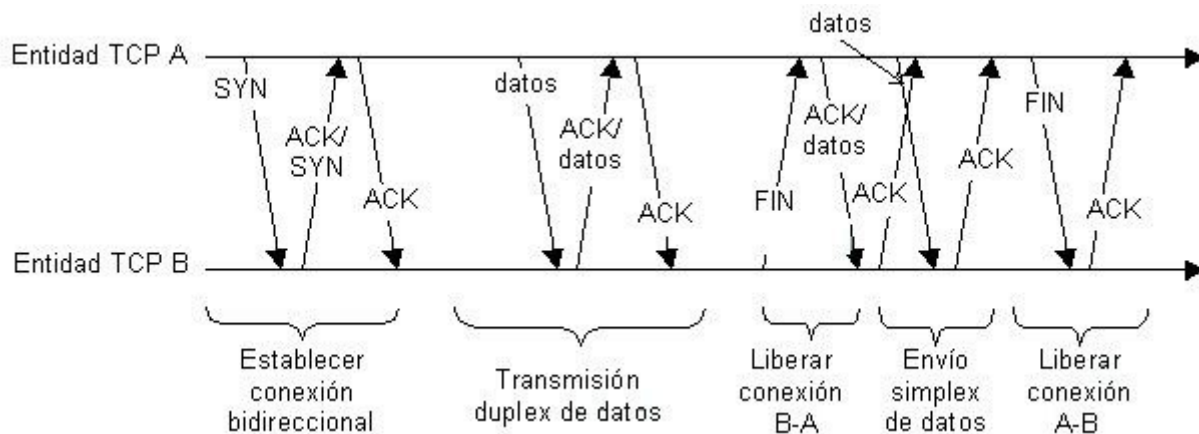 datos
Entidad TCP A
SYN
ACK/
SYN
ACK
datos
ACK/
datos
ACK
FIN
ACK/
datos
ACK
ACK
FIN
ACK
Entidad TCP B
Establecer
conexión
bidireccional
Transmisión
duplex de datos
Liberar
conexión
B-A
Envío
simplex
de datos
Liberar
conexión
A-B